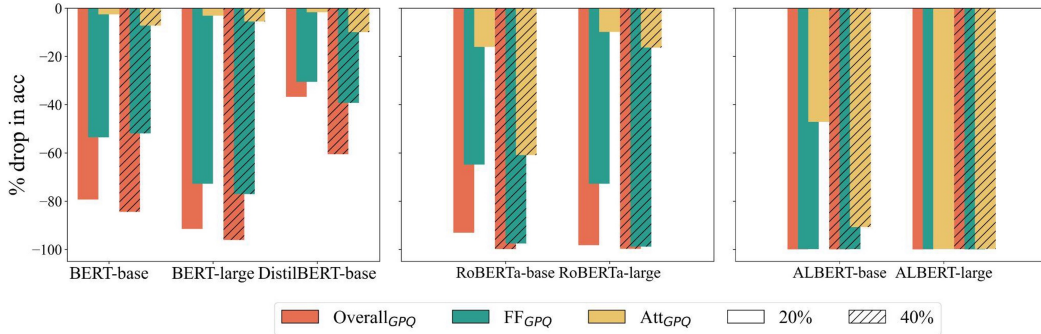 % drop in acc
0
−20
−40
−60
−80
−100
BERT-base BERT-large DistilBERT-base
RoBERTa-base RoBERTa-large
ALBERT-base ALBERT-large
Overall_GPQ FF_GPQ Att_GPQ 20% 40%